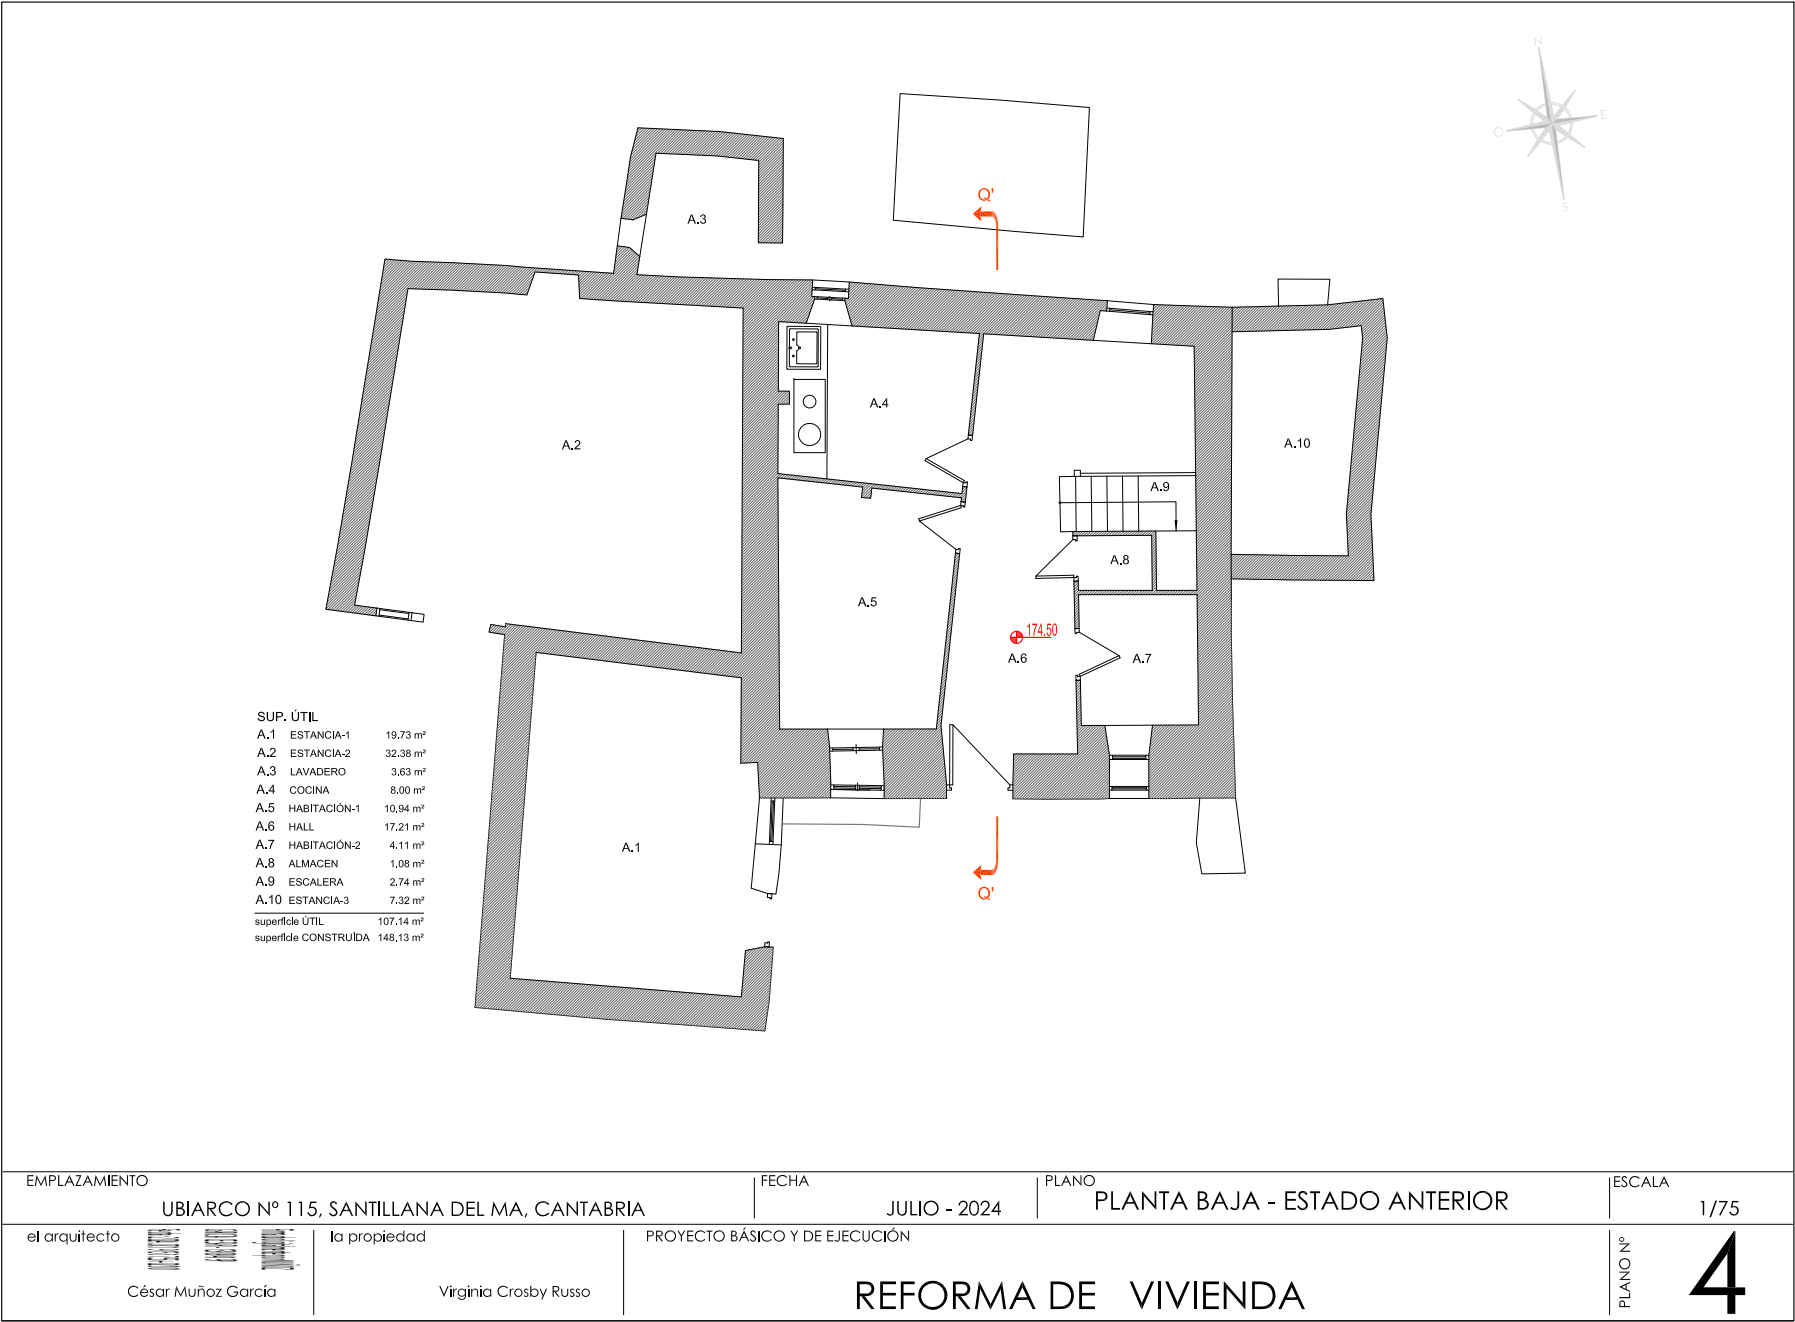 N
E
O
S
Q'
A.3
A.4
A.2
A.10
A.9
A.8
A.5
174.50
A.6
A.7
A.1
Q'
SUP. ÚTIL
A.1 ESTANCIA-1 19.73 m²
A.2 ESTANCIA-2 32.38 m²
A.3 LAVADERO 3.63 m²
A.4 COCINA 8.00 m²
A.5 HABITACIÓN-1 10.94 m²
A.6 HALL 17.21 m²
A.7 HABITACIÓN-2 4.11 m²
A.8 ALMACEN 1.08 m²
A.9 ESCALERA 2.74 m²
A.10 ESTANCIA-3 7.32 m²
superficie ÚTIL 107.14 m²
superficie CONSTRUÍDA 148.13 m²
EMPLAZAMIENTO
UBIARCO Nº 115, SANTILLANA DEL MA, CANTABRIA
FECHA
JULIO - 2024
PLANO
PLANTA BAJA - ESTADO ANTERIOR
ESCALA
1/75
el arquitecto
César Muñoz García
la propiedad
Virginia Crosby Russo
PROYECTO BÁSICO Y DE EJECUCIÓN
REFORMA DE VIVIENDA
PLANO Nº
4